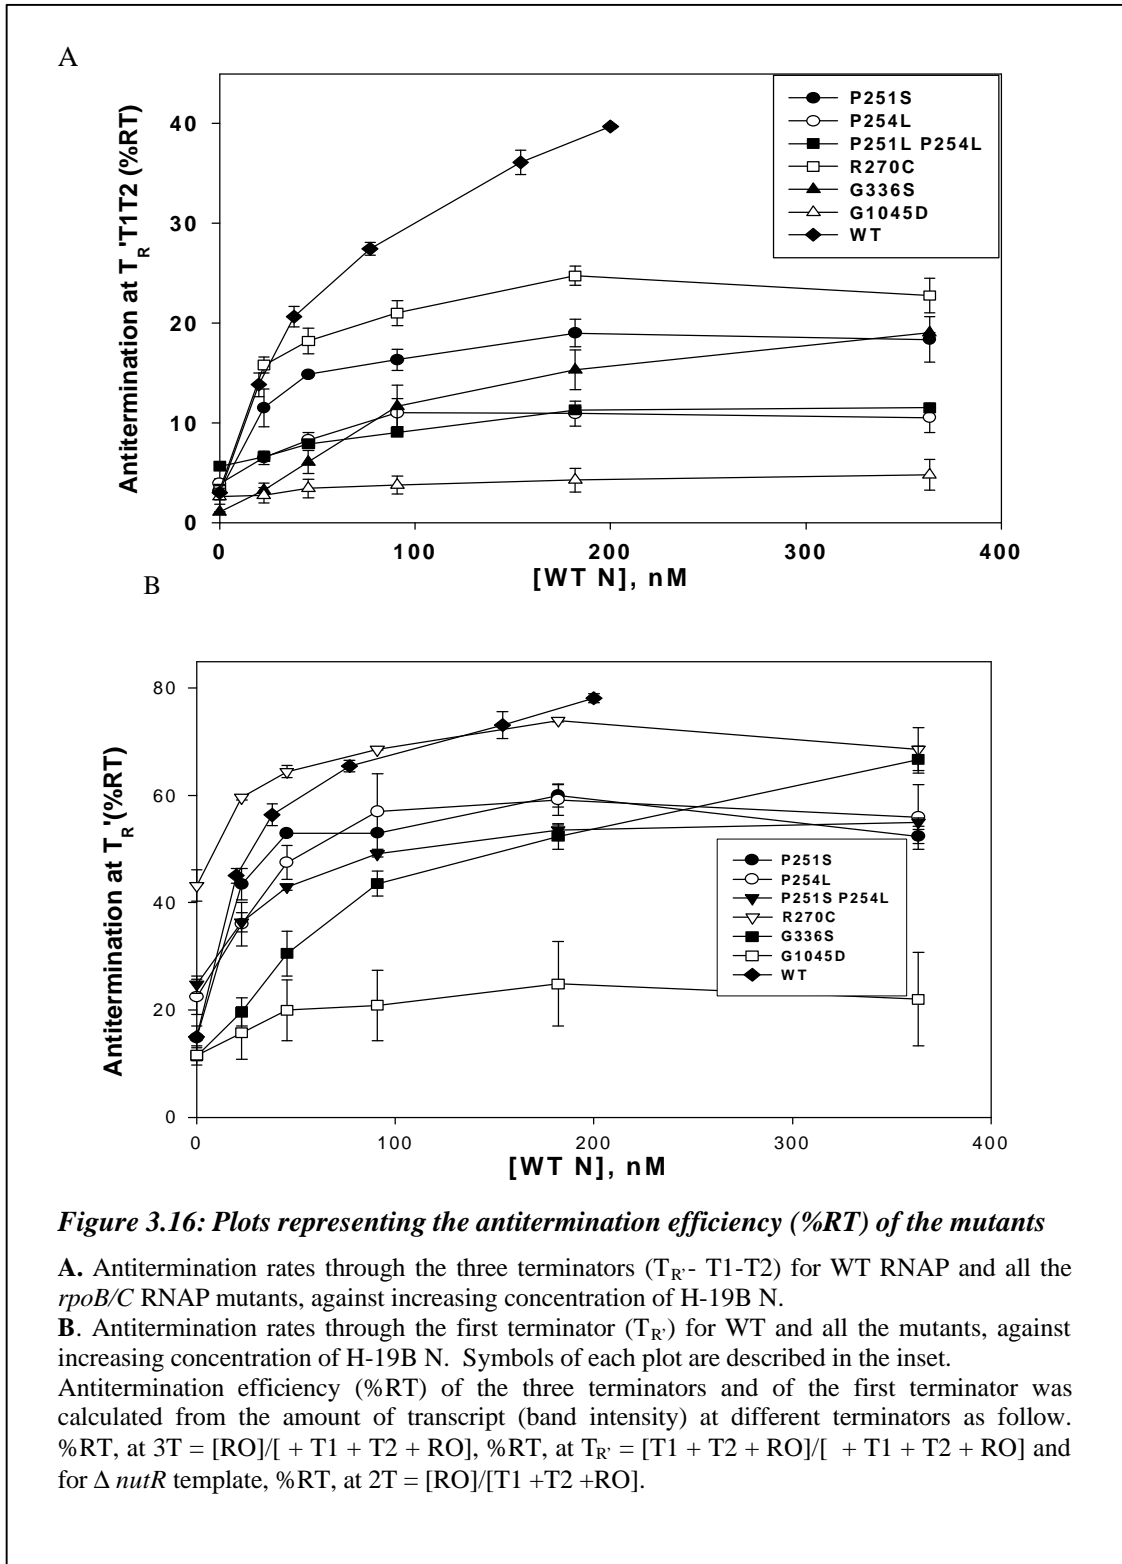 A
Antitermination at TR'T1T2 (%RT)
40
30
20
10
0
P251S
P254L
P251L P254L
R270C
G336S
G1045D
WT
0 100 200 300 400
[WT N], nM
B
Antitermination at TR'(%RT)
80
60
40
20
0
P251S
P254L
P251S P254L
R270C
G336S
G1045D
WT
0 100 200 300 400
[WT N], nM
Figure 3.16: Plots representing the antitermination efficiency (%RT) of the mutants
A. Antitermination rates through the three terminators (TR'- T1-T2) for WT RNAP and all the
rpoB/C RNAP mutants, against increasing concentration of H-19B N.
B. Antitermination rates through the first terminator (TR') for WT and all the mutants, against
increasing concentration of H-19B N. Symbols of each plot are described in the inset.
Antitermination efficiency (%RT) of the three terminators and of the first terminator was
calculated from the amount of transcript (band intensity) at different terminators as follow.
%RT, at 3T = [RO]/[ + T1 + T2 + RO], %RT, at TR' = [T1 + T2 + RO]/[ + T1 + T2 + RO] and
for Δ nutR template, %RT, at 2T = [RO]/[T1 +T2 +RO].